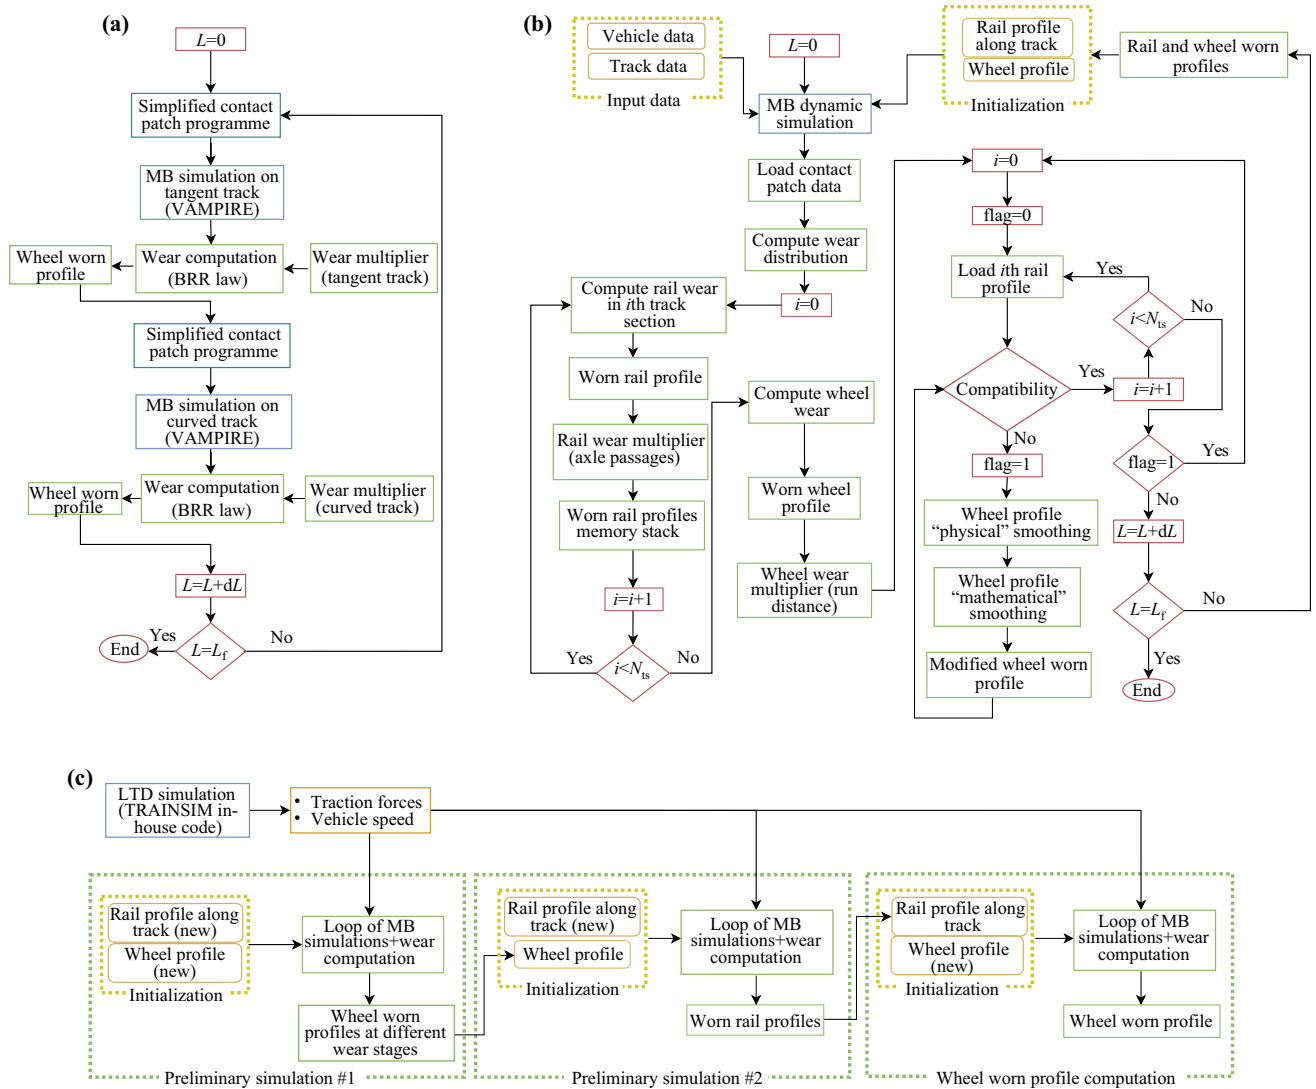 (a)
L=0
Simplified contact
patch programme
MB simulation on
tangent track
(VAMPIRE)
Wheel worn
profile
Wear computation
(BRR law)
Wear multiplier
(tangent track)
Simplified contact
patch programme
MB simulation on
curved track
(VAMPIRE)
Wheel worn
profile
Wear computation
(BRR law)
Wear multiplier
(curved track)
L=L+dL
L=Lf
Yes
No
End
(b)
Vehicle data
Track data
Input data
L=0
MB dynamic
simulation
Rail profile
along track
Wheel profile
Initialization
Rail and wheel worn
profiles
Load contact
patch data
Compute wear
distribution
i=0
Compute rail wear
in ith track
section
Worn rail profile
Rail wear multiplier
(axle passages)
Worn rail profiles
memory stack
i=i+1
i<Nts
Yes
No
Compute wheel
wear
Worn wheel
profile
Wheel wear
multiplier (run
distance)
i=0
flag=0
Load ith rail
profile
Compatibility
Yes
No
i=i+1
i<Nts
Yes
No
flag=1
Wheel profile
“physical” smoothing
Wheel profile
“mathematical”
smoothing
Modified wheel worn
profile
flag=1
Yes
No
L=L+dL
L=Lf
No
Yes
End
(c)
LTD simulation
(TRAINSIM in-
house code)
• Traction forces
• Vehicle speed
Rail profile along
track (new)
Wheel profile
(new)
Initialization
Loop of MB
simulations+wear
computation
Wheel worn
profiles at different
wear stages
Preliminary simulation #1
Rail profile along
track (new)
Wheel profile
Initialization
Loop of MB
simulations+wear
computation
Worn rail profiles
Preliminary simulation #2
Rail profile along
track
Wheel profile
(new)
Initialization
Loop of MB
simulations+wear
computation
Wheel worn profile
Wheel worn profile computation